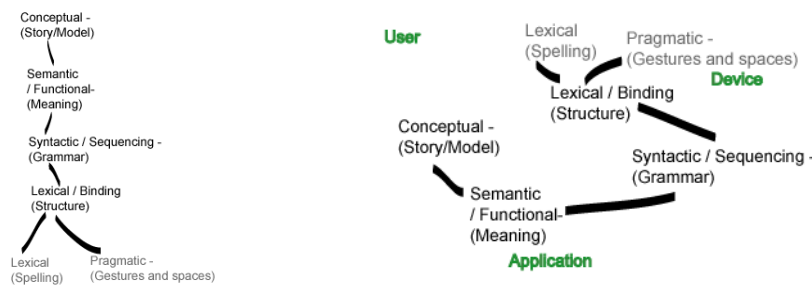 Conceptual -
(Story/Model)
Semantic
/ Functional-
(Meaning)
Syntactic / Sequencing -
(Grammar)
Lexical / Binding
(Structure)
Lexical
(Spelling)
Pragmatic -
(Gestures and spaces)
User
Lexical
(Spelling)
Pragmatic -
(Gestures and spaces)
Device
Lexical / Binding
(Structure)
Conceptual -
(Story/Model)
Syntactic / Sequencing -
(Grammar)
Semantic
/ Functional-
(Meaning)
Application